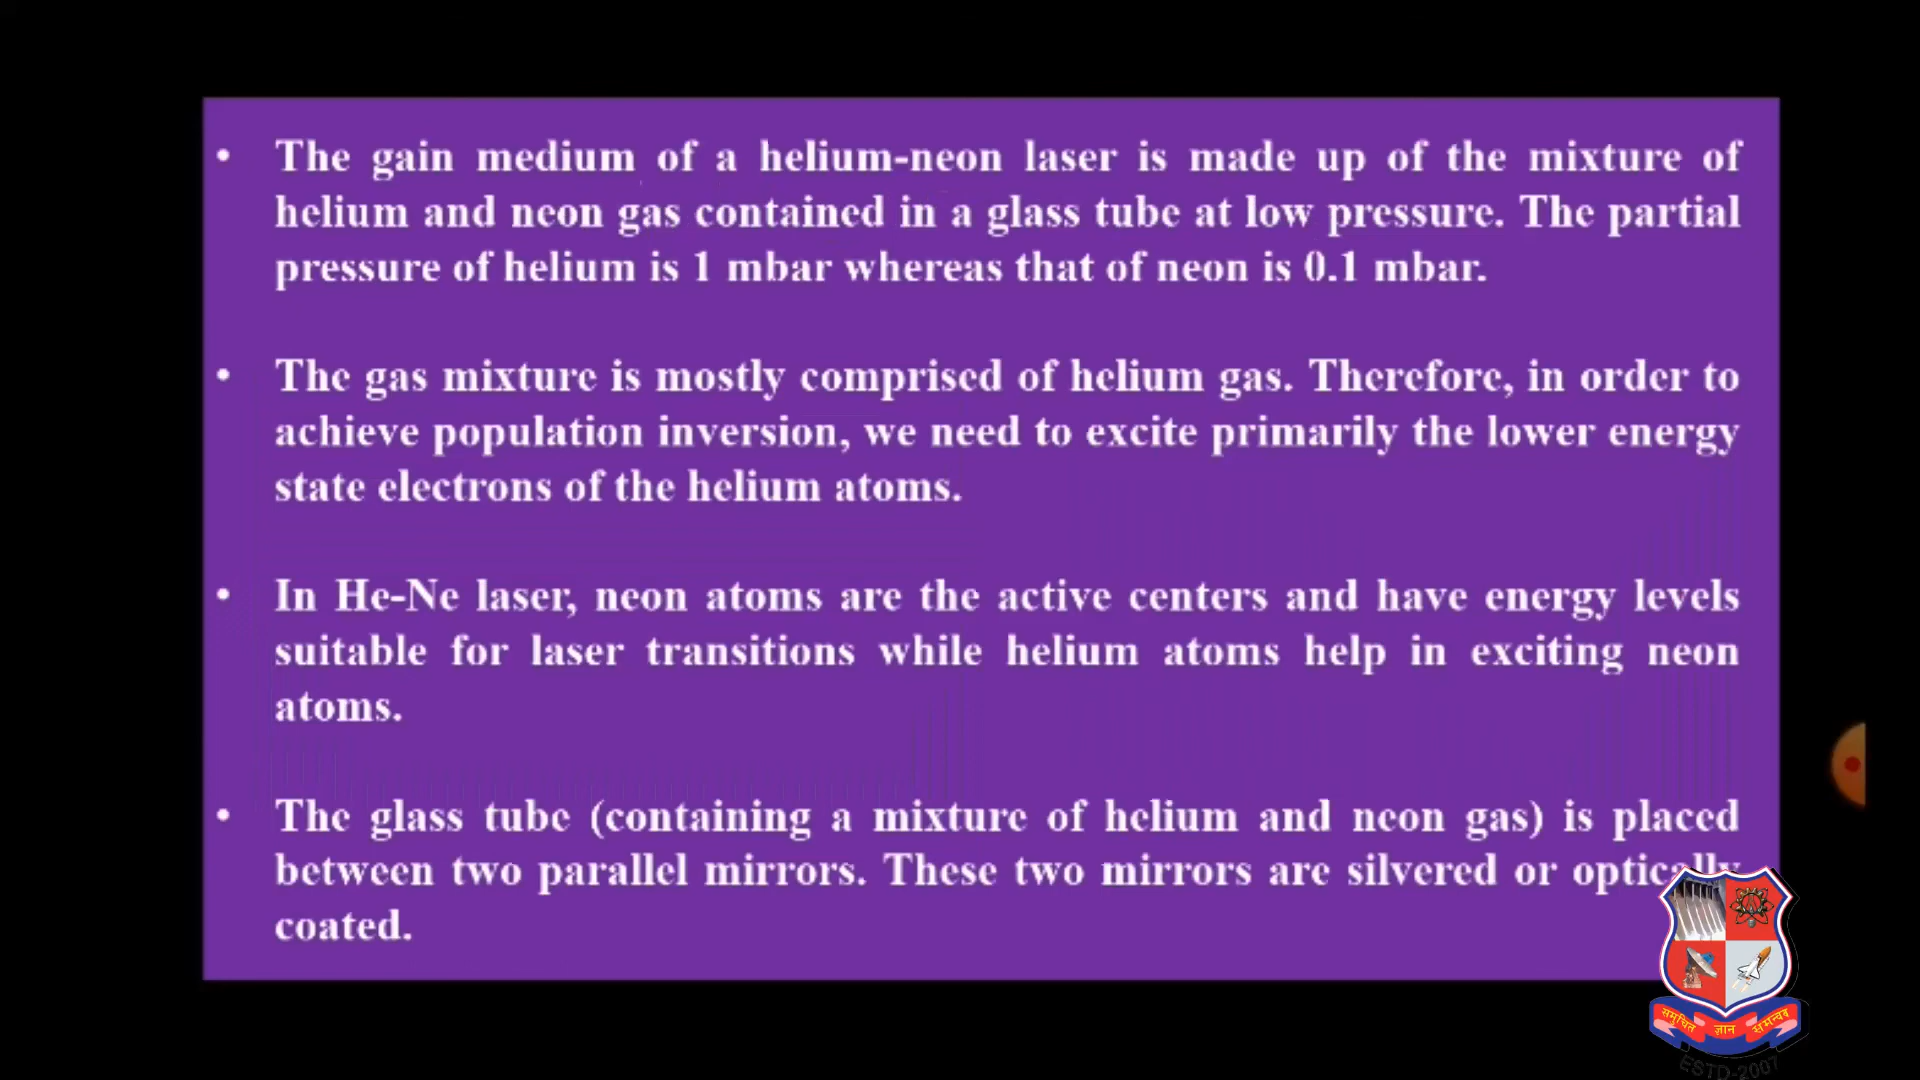 • The gain medium of a helium-neon laser is made up of the mixture of
helium and neon gas contained in a glass tube at low pressure. The partial
pressure of helium is 1 mbar whereas that of neon is 0.1 mbar.
• The gas mixture is mostly comprised of helium gas. Therefore, in order to
achieve population inversion, we need to excite primarily the lower energy
state electrons of the helium atoms.
• In He-Ne laser, neon atoms are the active centers and have energy levels
suitable for laser transitions while helium atoms help in exciting neon
atoms.
• The glass tube (containing a mixture of helium and neon gas) is placed
between two parallel mirrors. These two mirrors are silvered or optically
coated.
समुचित ज्ञान समन्वय
ESTD-2007